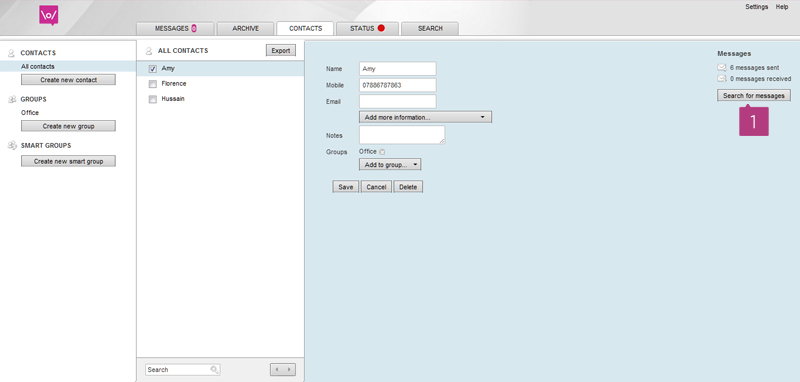 \o/
Settings Help
MESSAGES 0 ARCHIVE CONTACTS STATUS SEARCH
CONTACTS
All contacts
Create new contact
GROUPS
Office
Create new group
SMART GROUPS
Create new smart group
ALL CONTACTS Export
Amy
Florence
Hussain
Search
Name Amy
Mobile 07886787863
Email
Add more information...
Notes
Groups Office
Add to group...
Save Cancel Delete
Messages
6 messages sent
0 messages received
Search for messages
1